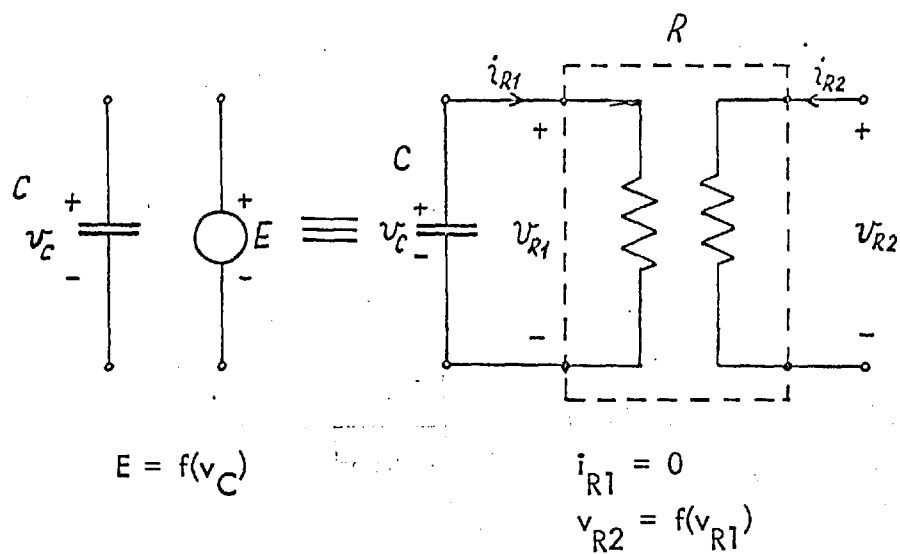 R
i_R1
i_R2
+
+
C
C
+
+
+
v_C
E
v_C
v_R1
v_R2
-
-
-
-
-
E = f(v_C)
i_R1 = 0
v_R2 = f(v_R1)